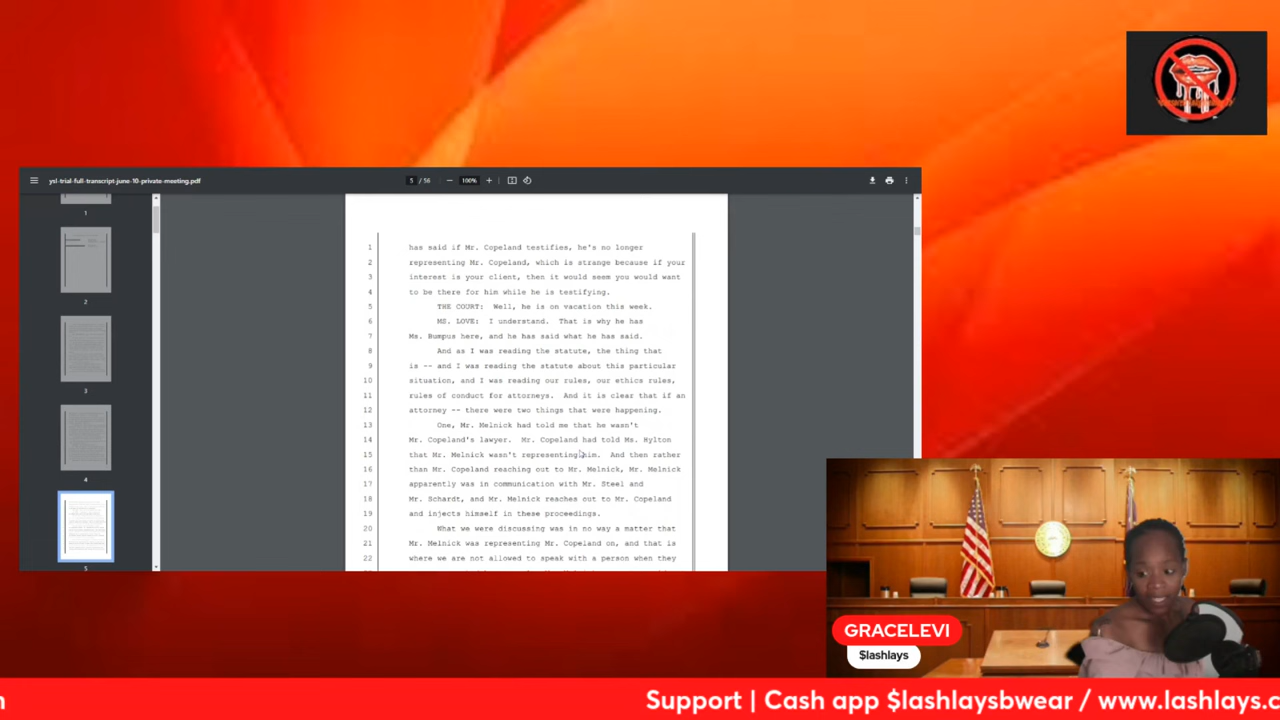 ysl-trial-full-transcript-june-10-private-meeting.pdf
5 / 56
100%
1
2
3
4
5
1 has said if Mr. Copeland testifies, he's no longer
2 representing Mr. Copeland, which is strange because if your
3 interest is your client, then it would seem you would want
4 to be there for him while he is testifying.
5 THE COURT: Well, he is on vacation this week.
6 MS. LOVE: I understand. That is why he has
7 Ms. Bumpus here, and he has said what he has said.
8 And as I was reading the statute, the thing that
9 is -- and I was reading the statute about this particular
10 situation, and I was reading our rules, our ethics rules,
11 rules of conduct for attorneys. And it is clear that if an
12 attorney -- there were two things that were happening.
13 One, Mr. Melnick had told me that he wasn't
14 Mr. Copeland's lawyer. Mr. Copeland had told Ms. Hylton
15 that Mr. Melnick wasn't representing him. And then rather
16 than Mr. Copeland reaching out to Mr. Melnick, Mr. Melnick
17 apparently was in communication with Mr. Steel and
18 Mr. Schardt, and Mr. Melnick reaches out to Mr. Copeland
19 and injects himself in these proceedings.
20 What we were discussing was in no way a matter that
21 Mr. Melnick was representing Mr. Copeland on, and that is
22 where we are not allowed to speak with a person when they
GRACELEVI
$lashlays
Support | Cash app $lashlaysbwear / www.lashlays.c